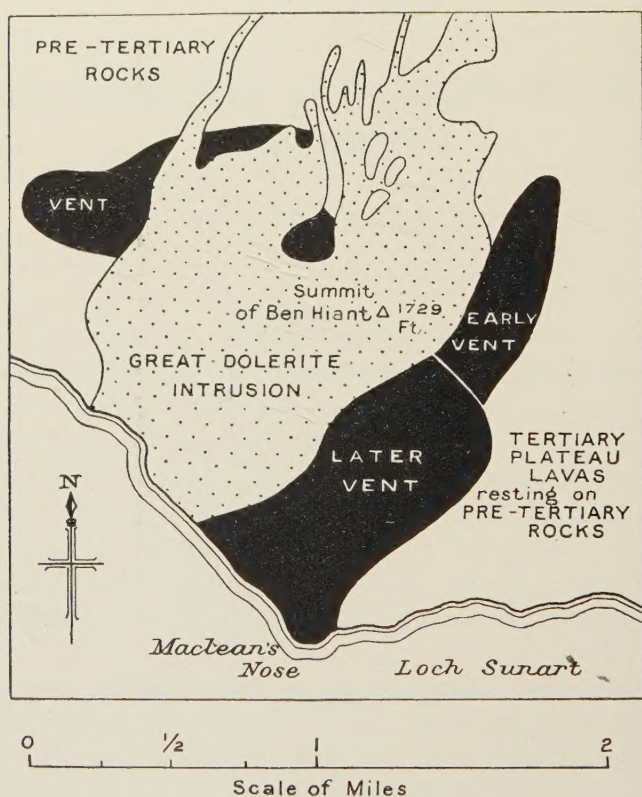 PRE-TERTIARY
ROCKS
VENT
Summit
of Ben Hiant Δ 1729
Ft.
EARLY
VENT
GREAT DOLERITE
INTRUSION
LATER
VENT
TERTIARY
PLATEAU
LAVAS
resting on
PRE-TERTIARY
ROCKS
N
Maclean's
Nose
Loch Sunart
0 1/2 1 2
Scale of Miles